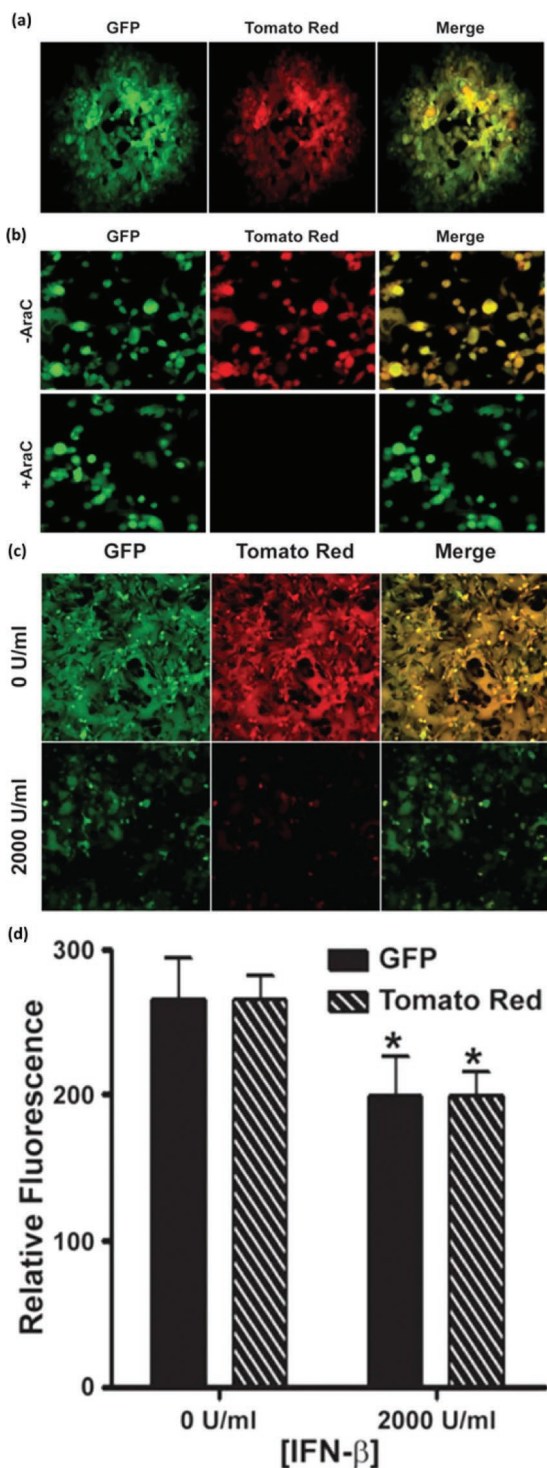 (a)
GFP Tomato Red Merge
(b)
GFP Tomato Red Merge
-AraC
+AraC
(c)
GFP Tomato Red Merge
0 U/ml
2000 U/ml
(d)
300
200
100
0
Relative Fluorescence
GFP
Tomato Red
* *
0 U/ml 2000 U/ml
[IFN-β]